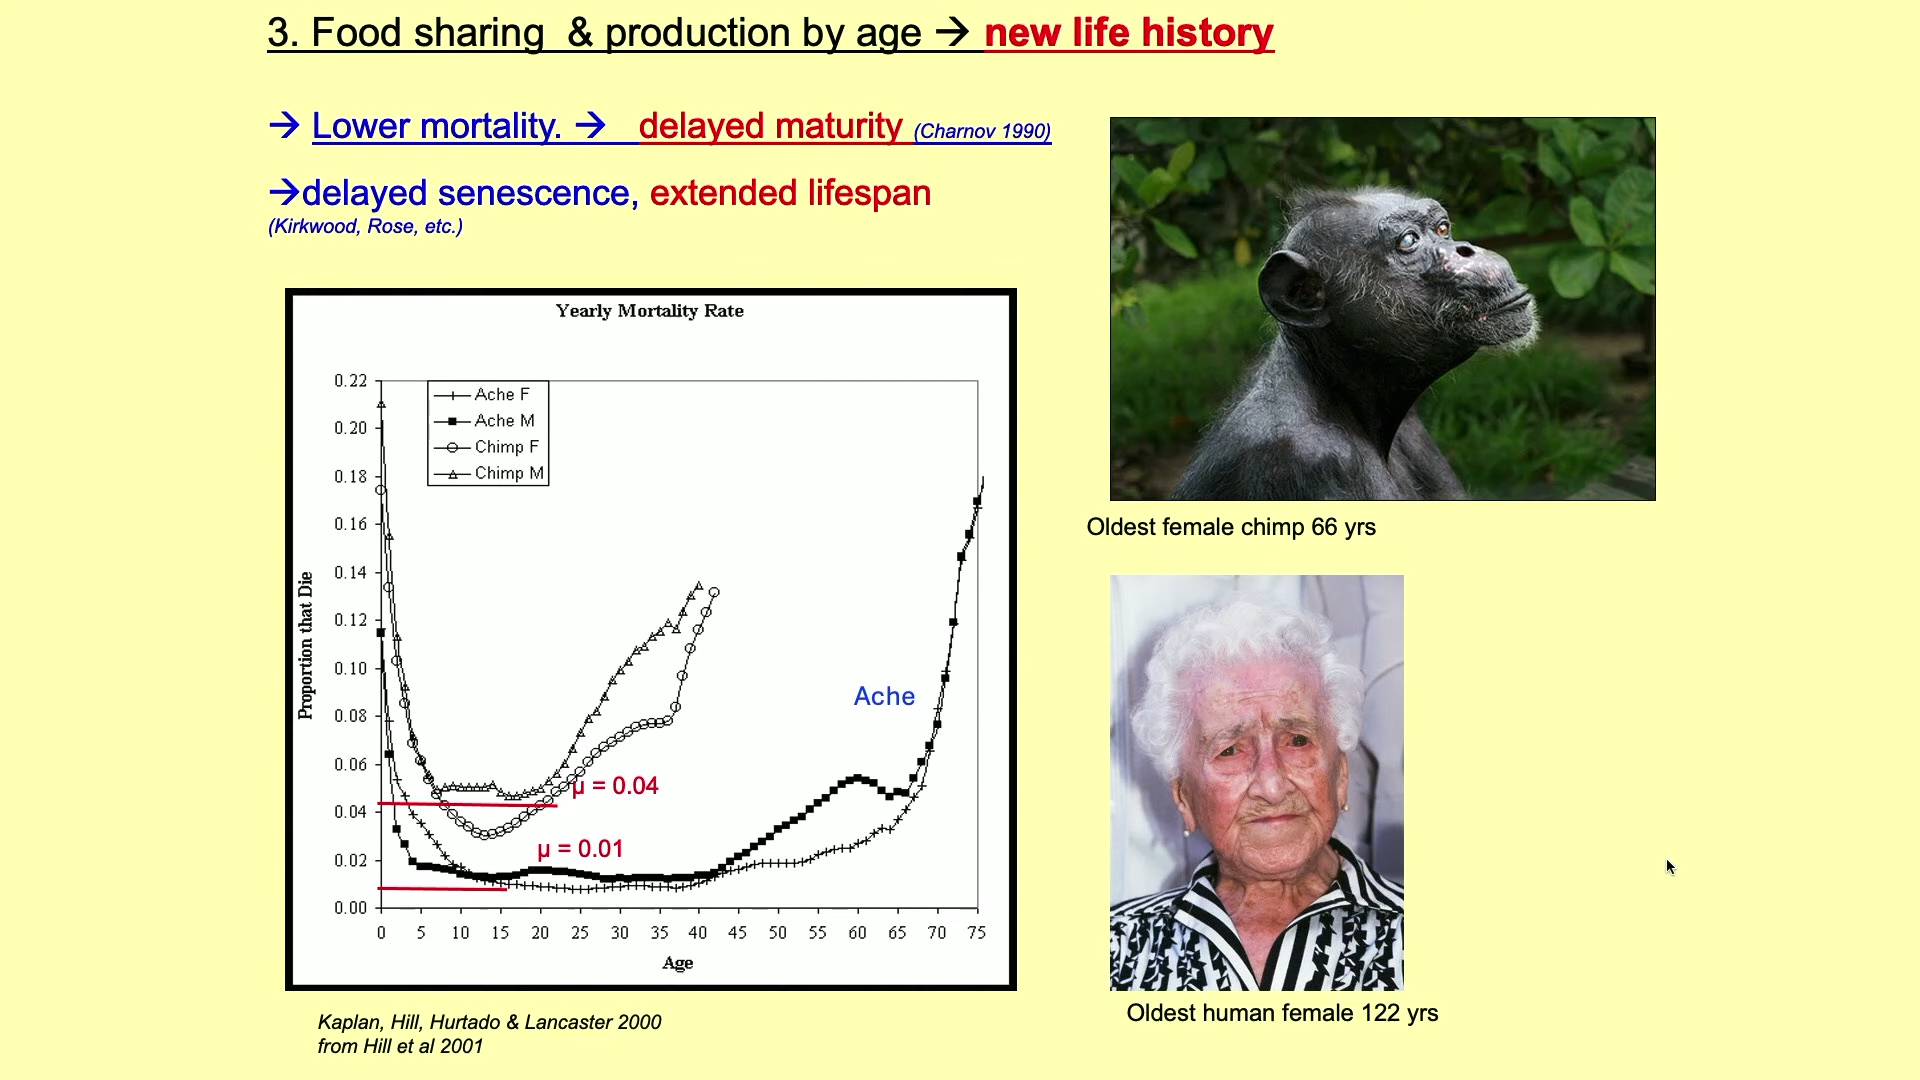 3. Food sharing & production by age → new life history
→ Lower mortality. → delayed maturity (Charnov 1990)
→delayed senescence, extended lifespan
(Kirkwood, Rose, etc.)
Yearly Mortality Rate
0.22
0.20
0.18
0.16
0.14
0.12
0.10
0.08
0.06
0.04
0.02
0.00
Proportion that Die
Ache F
Ache M
Chimp F
Chimp M
Ache
µ = 0.04
µ = 0.01
0 5 10 15 20 25 30 35 40 45 50 55 60 65 70 75
Age
Kaplan, Hill, Hurtado & Lancaster 2000
from Hill et al 2001
Oldest female chimp 66 yrs
Oldest human female 122 yrs